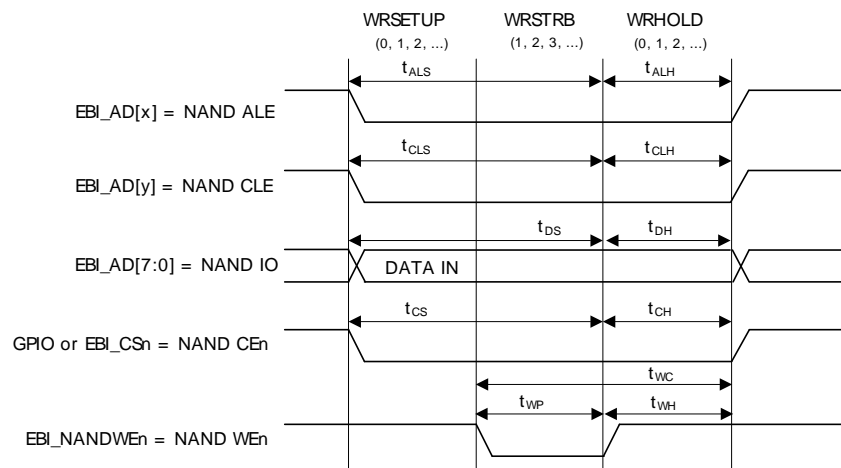 WRSETUP WRSTRB WRHOLD
(0, 1, 2, ...) (1, 2, 3, ...) (0, 1, 2, ...)
tALS tALH
EBI_AD[x] = NAND ALE
tCLS tCLH
EBI_AD[y] = NAND CLE
tDS tDH
EBI_AD[7:0] = NAND IO DATA IN
tCS tCH
GPIO or EBI_CSn = NAND CEn
tWC
tWP tWH
EBI_NANDWEn = NAND WEn